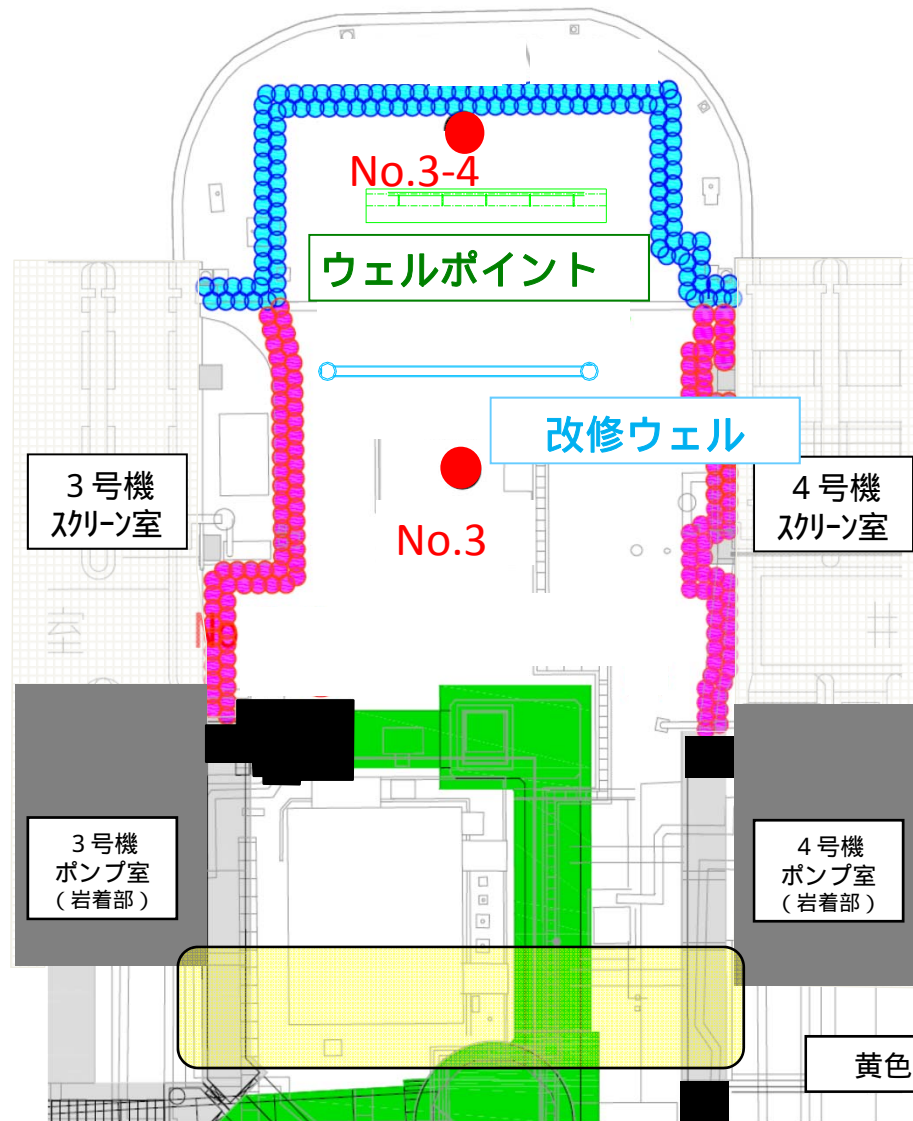 No.3-4
ウェルポイント
改修ウェル
3号機
スクリーン室
4号機
スクリーン室
No.3
No
3号機
ポンプ室
(岩着部)
4号機
ポンプ室
(岩着部)
黄色